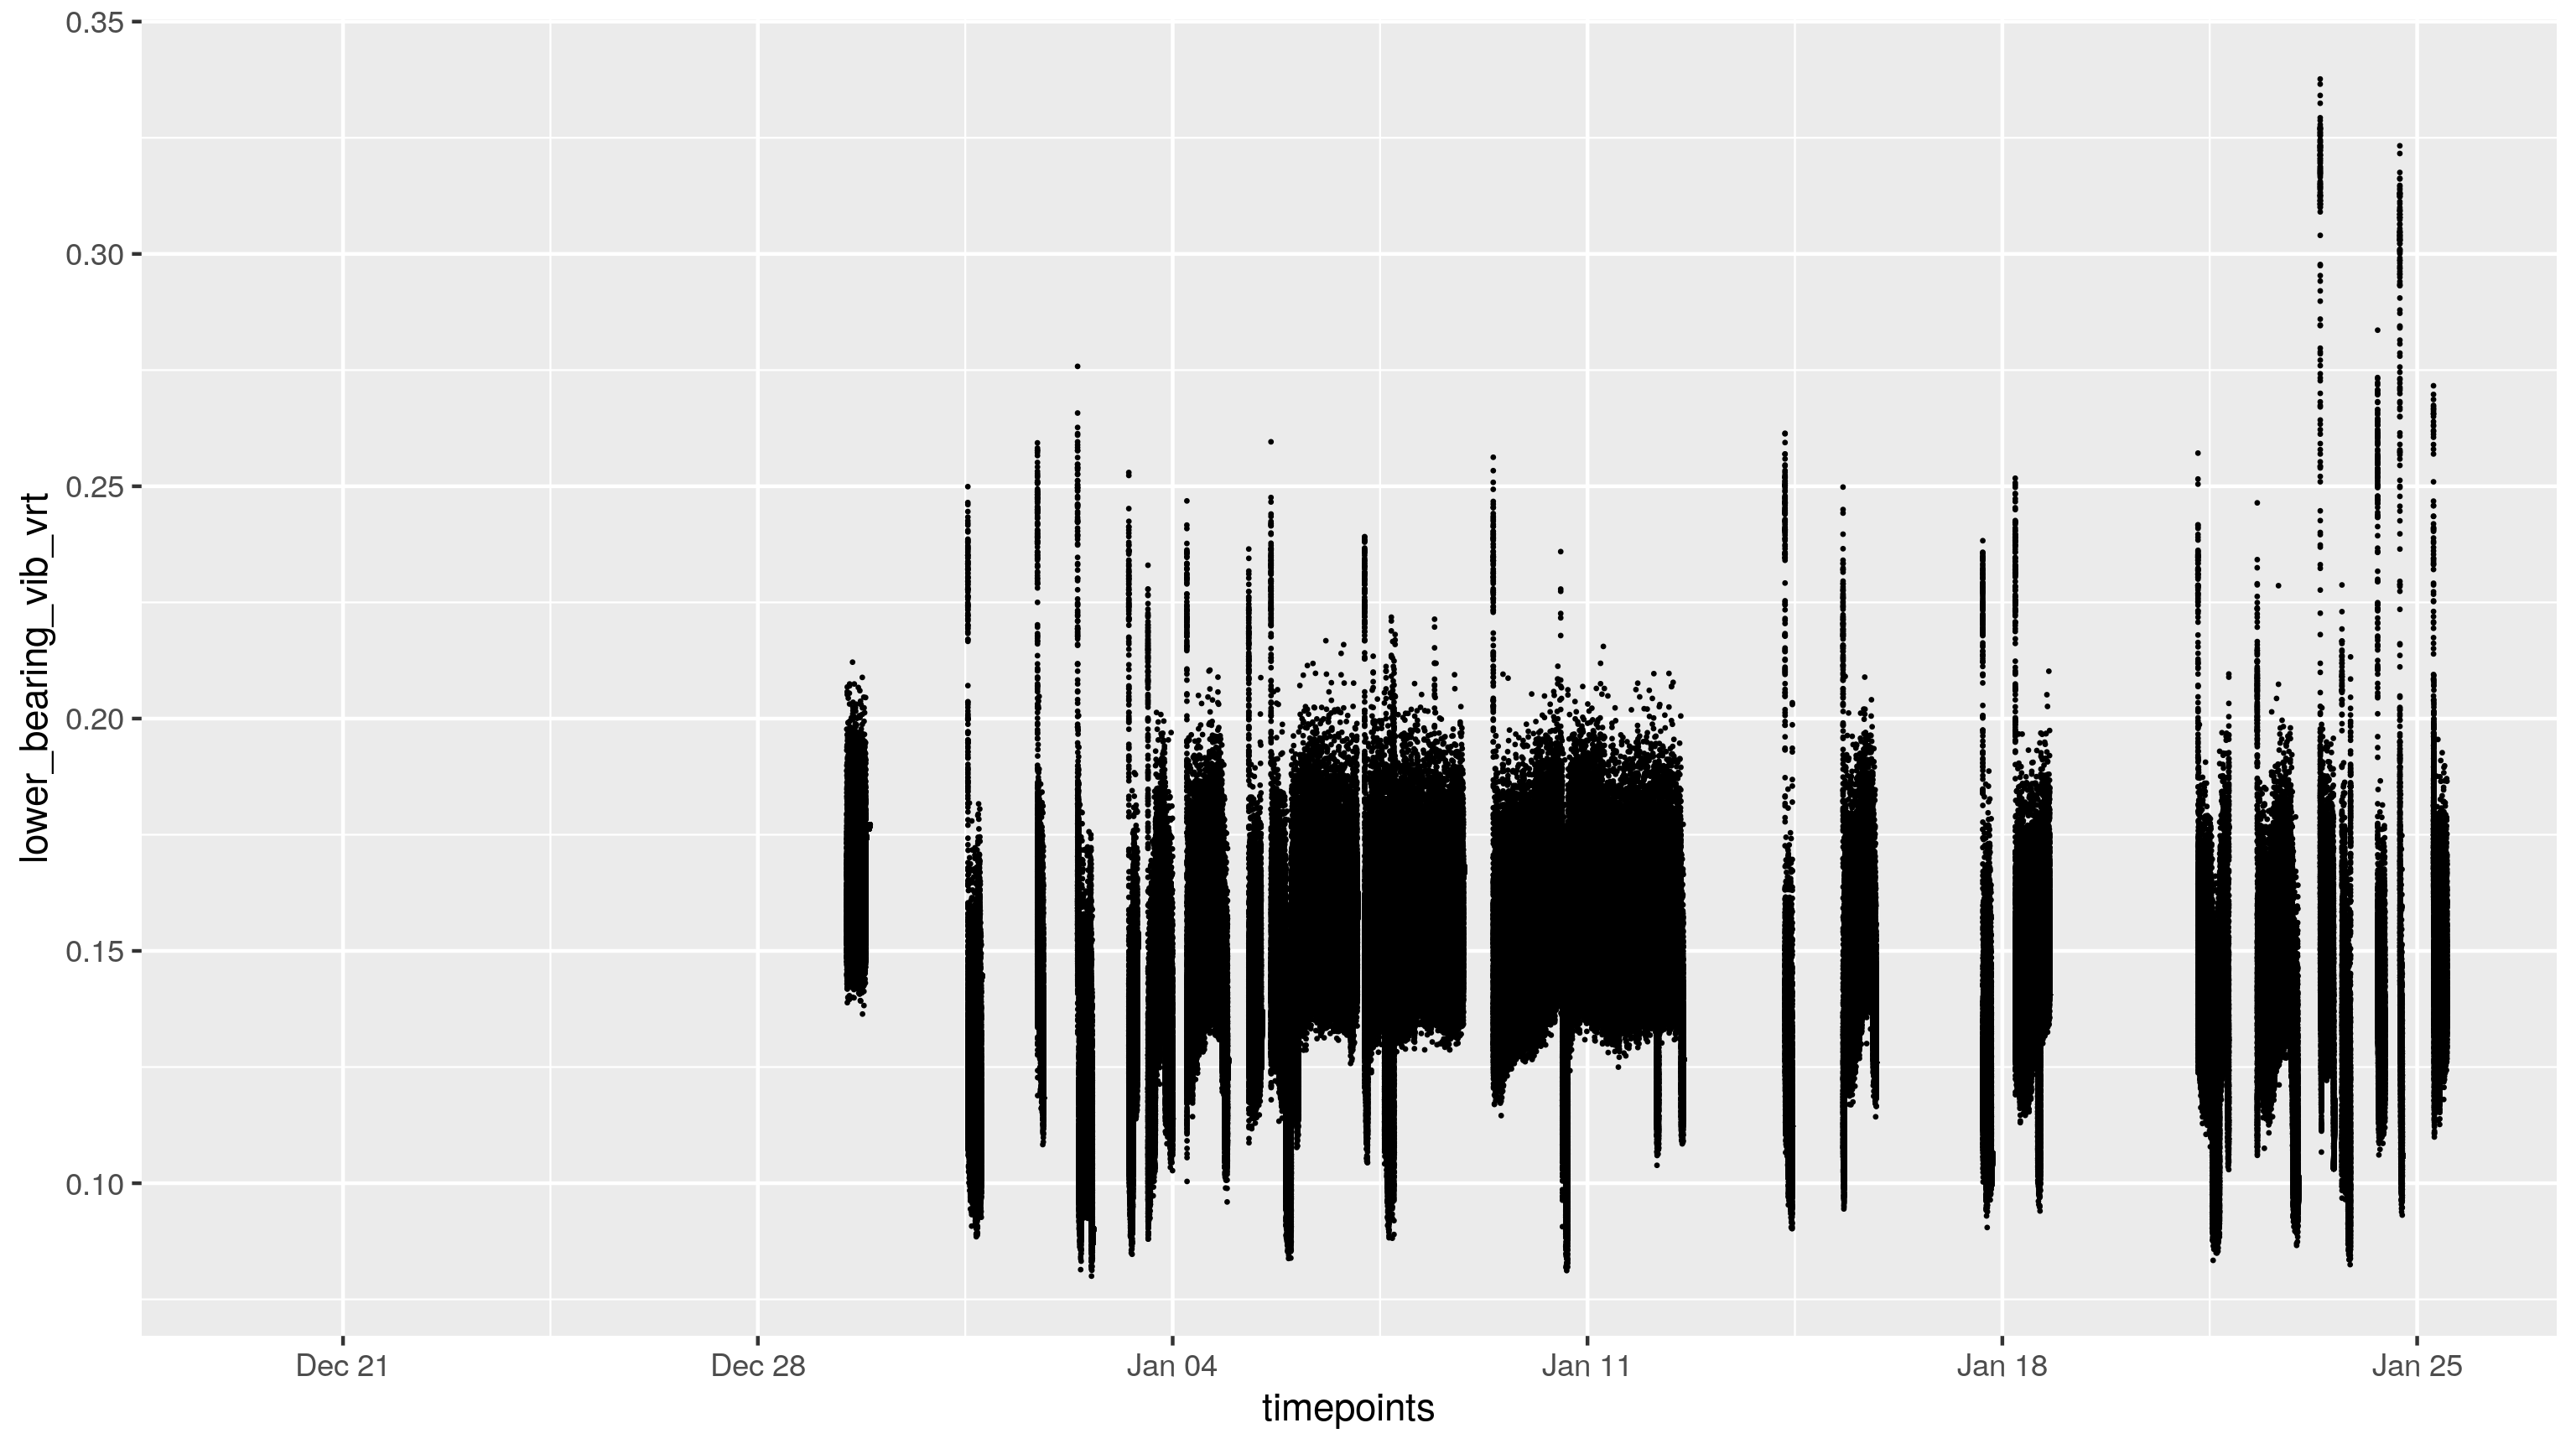 0.35
0.30
0.25
0.20
0.15
0.10
lower_bearing_vib_vrt
Dec 21
Dec 28
Jan 04
Jan 11
Jan 18
Jan 25
timepoints